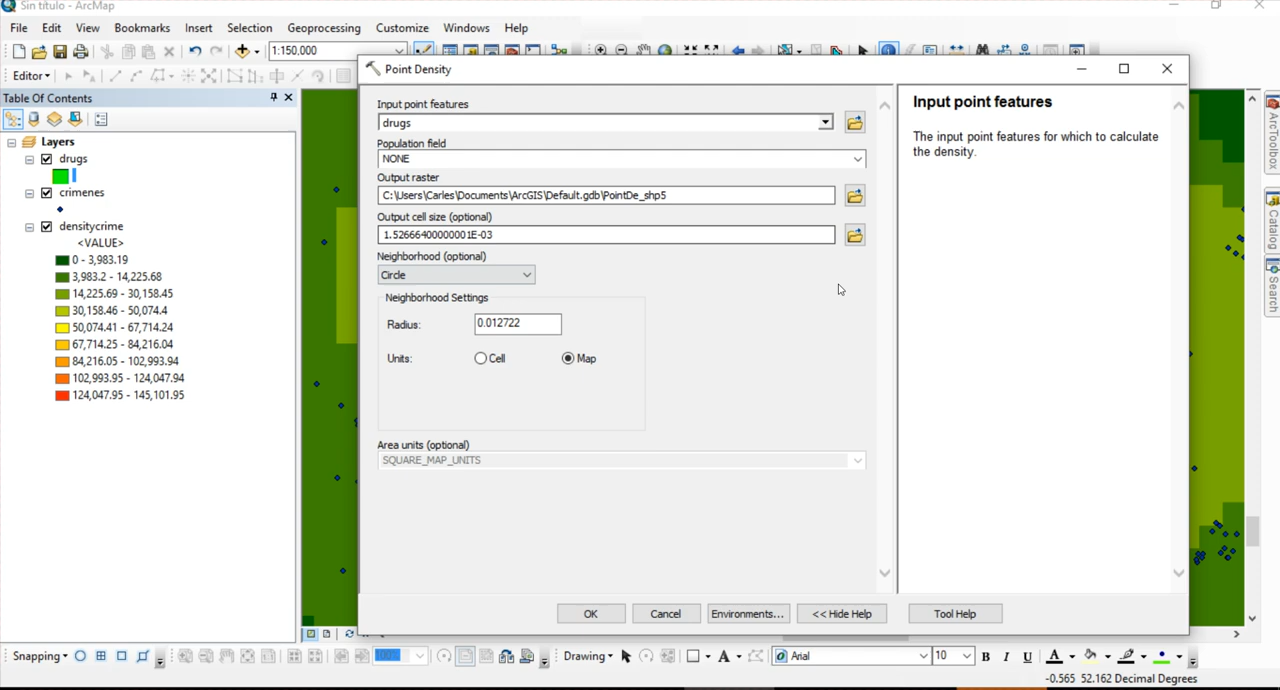 Sin título - ArcMap
File Edit View Bookmarks Insert Selection Geoprocessing Customize Windows Help
1:150,000
Editor
Table Of Contents
Layers
drugs
crimenes
densitycrime
<VALUE>
0 - 3,983.19
3,983.2 - 14,225.68
14,225.69 - 30,158.45
30,158.46 - 50,074.4
50,074.41 - 67,714.24
67,714.25 - 84,216.04
84,216.05 - 102,993.94
102,993.95 - 124,047.94
124,047.95 - 145,101.95
Point Density
Input point features
drugs
Population field
NONE
Output raster
C:\Users\Carles\Documents\ArcGIS\Default.gdb\PointDe_shp5
Output cell size (optional)
1.52666400000001E-03
Neighborhood (optional)
Circle
Neighborhood Settings
Radius: 0.012722
Units: Cell Map
Area units (optional)
SQUARE_MAP_UNITS
OK Cancel Environments... << Hide Help Tool Help
Input point features
The input point features for which to calculate
the density.
ArcToolbox
Catalog
Search
Snapping 100% Drawing A Arial 10 B I U A
-0.565 52.162 Decimal Degrees